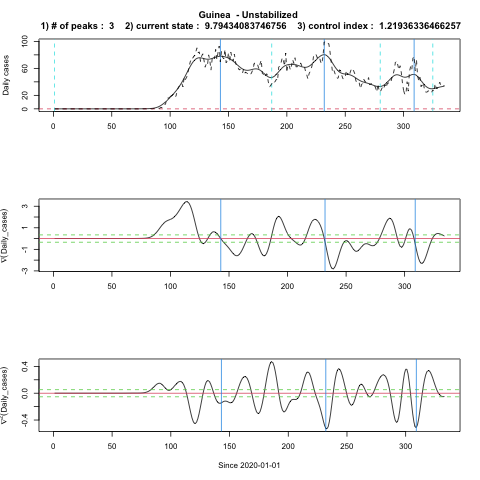 Guinea - Unstabilized
1) # of peaks : 3 2) current state : 9.79434083746756 3) control index : 1.21936336466257
Daily cases
100
80
60
40
20
0
0 50 100 150 200 250 300
∇(Daily_cases)
3
1
-1
-3
0 50 100 150 200 250 300
∇²(Daily_cases)
0.4
0.0
-0.4
0 50 100 150 200 250 300
Since 2020-01-01